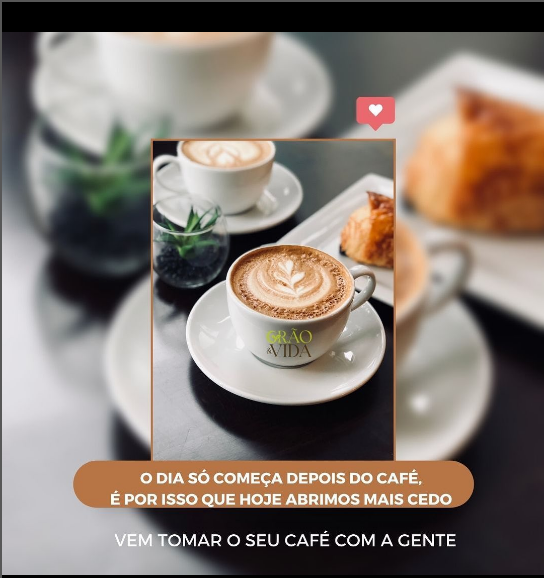 GRÃO
&VIDA
O DIA SÓ COMEÇA DEPOIS DO CAFÉ,
É POR ISSO QUE HOJE ABRIMOS MAIS CEDO
VEM TOMAR O SEU CAFÉ COM A GENTE